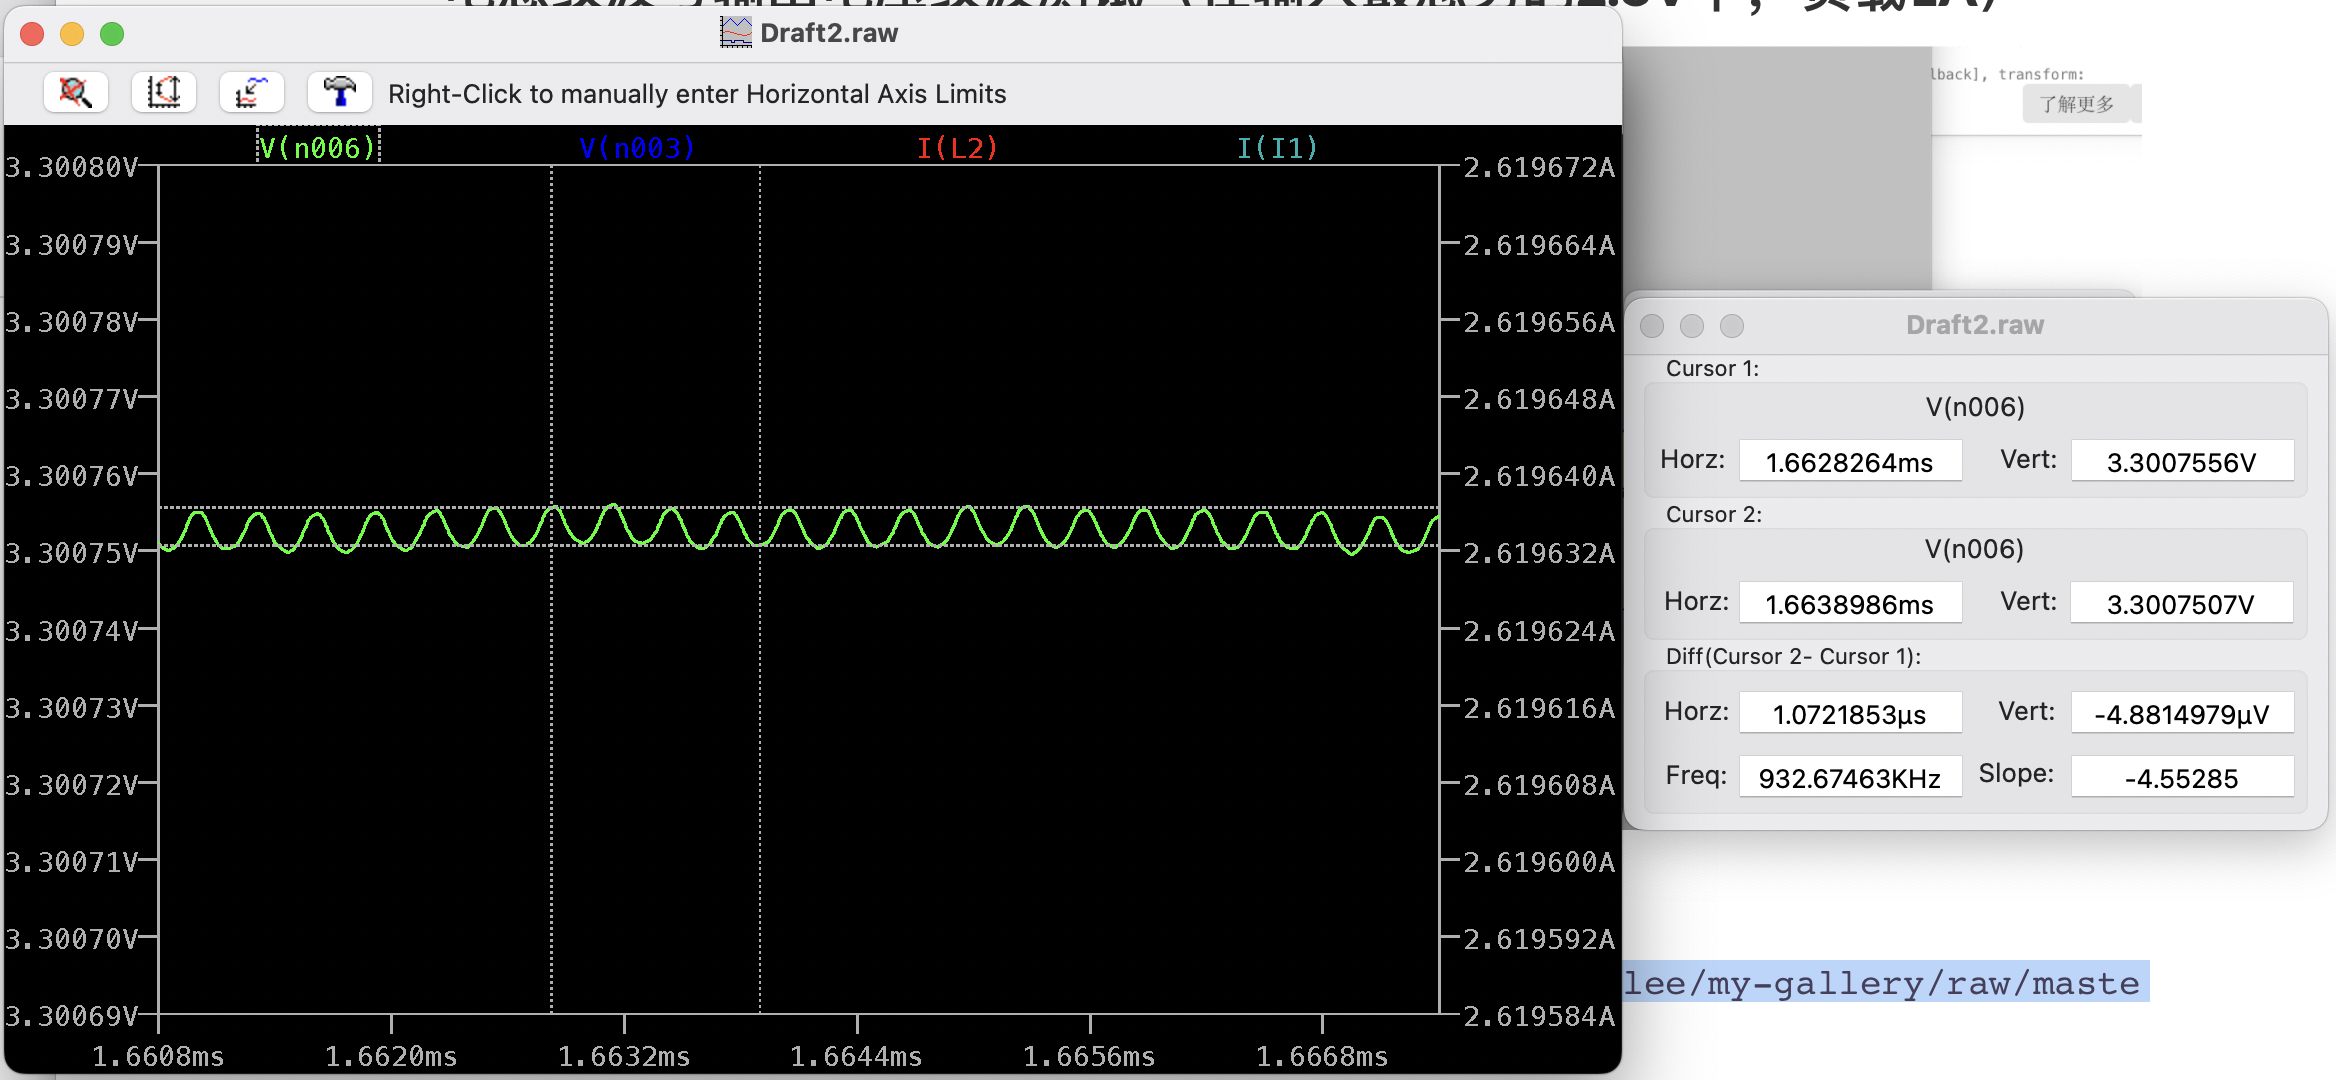 Draft2.raw
Right-Click to manually enter Horizontal Axis Limits
lback], transform:
了解更多
V(n006)
V(n003)
I(L2)
I(I1)
3.30080V
3.30079V
3.30078V
3.30077V
3.30076V
3.30075V
3.30074V
3.30073V
3.30072V
3.30071V
3.30070V
3.30069V
2.619672A
2.619664A
2.619656A
2.619648A
2.619640A
2.619632A
2.619624A
2.619616A
2.619608A
2.619600A
2.619592A
2.619584A
1.6608ms
1.6620ms
1.6632ms
1.6644ms
1.6656ms
1.6668ms
Draft2.raw
Cursor 1:
V(n006)
Horz: 1.6628264ms Vert: 3.3007556V
Cursor 2:
V(n006)
Horz: 1.6638986ms Vert: 3.3007507V
Diff(Cursor 2- Cursor 1):
Horz: 1.0721853µs Vert: -4.8814979µV
Freq: 932.67463KHz Slope: -4.55285
lee/my-gallery/raw/maste